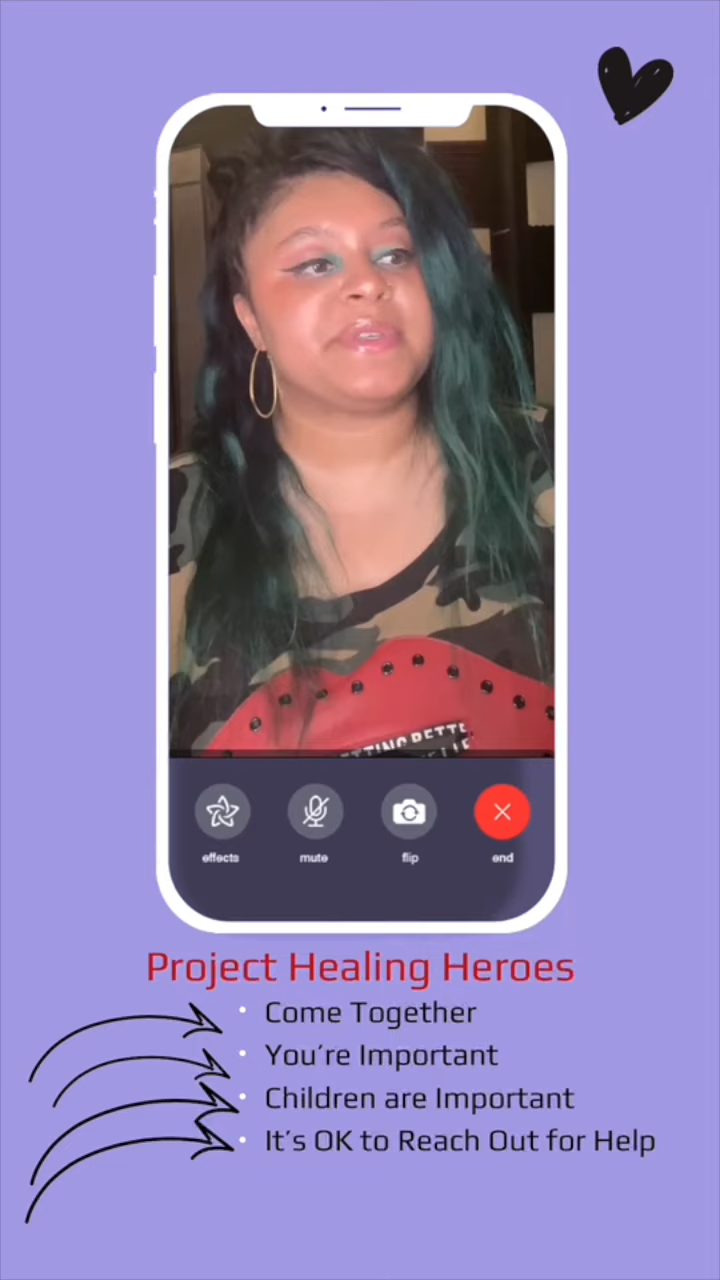 effects
mute
flip
end
Project Healing Heroes
Come Together
You're Important
Children are Important
It's OK to Reach Out for Help